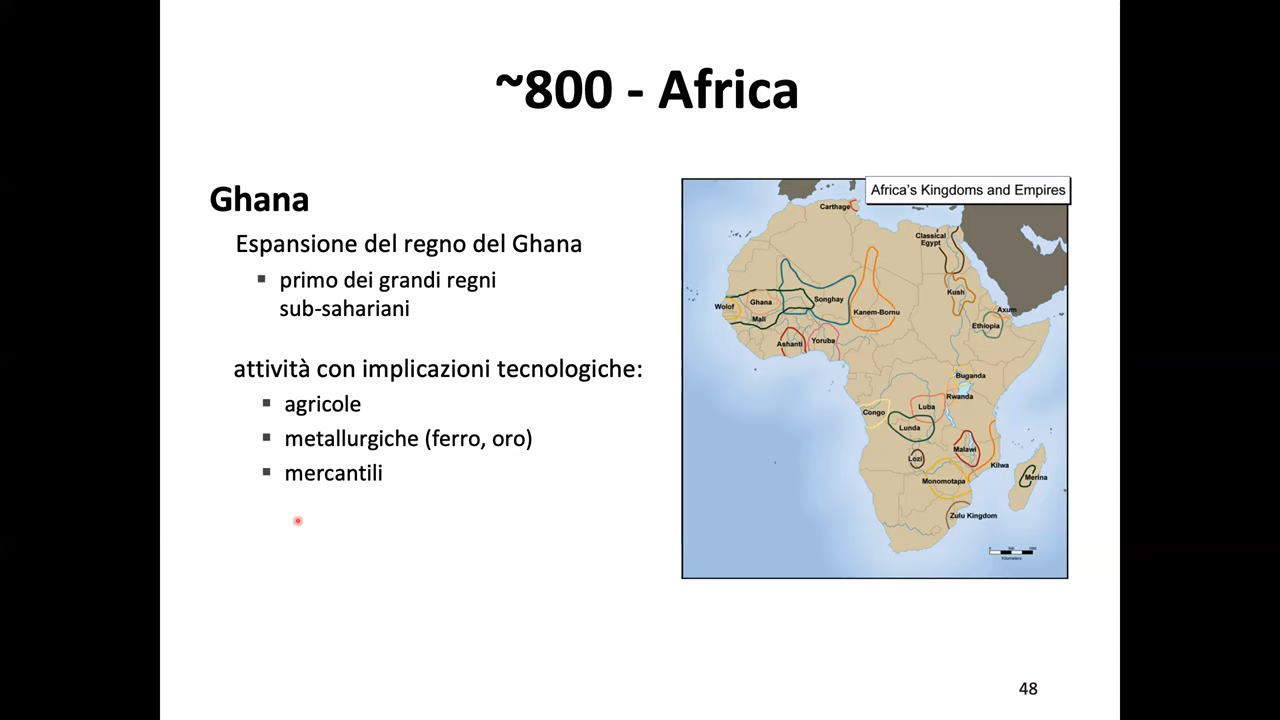 ~800 - Africa
Ghana
Espansione del regno del Ghana
primo dei grandi regni
sub-sahariani
attività con implicazioni tecnologiche:
agricole
metallurgiche (ferro, oro)
mercantili
Africa's Kingdoms and Empires
Carthage
Classical
Egypt
Wolof
Ghana
Mali
Songhay
Kanem-Bornu
Kush
Axum
Ethiopia
Ashanti
Yoruba
Buganda
Rwanda
Congo
Luba
Lunda
Malawi
Lozi
Kilwa
Monomotapa
Merina
Zulu Kingdom
48